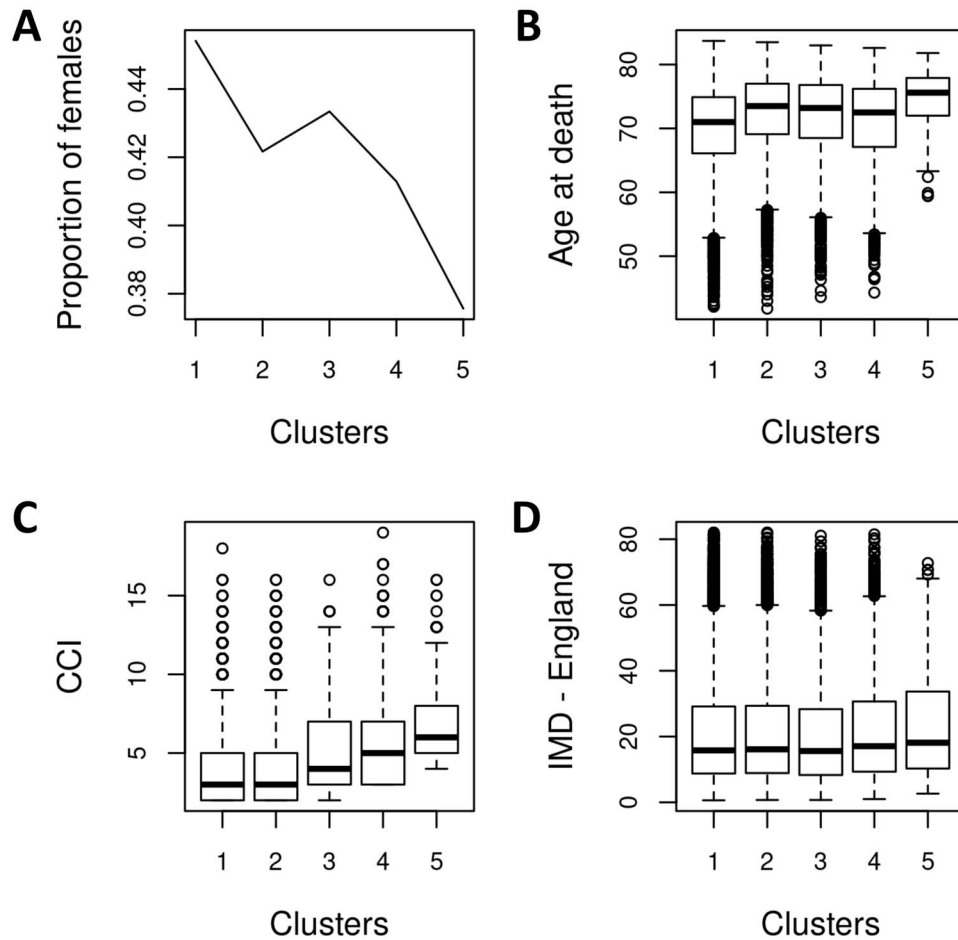 A
Proportion of females
0.44
0.42
0.40
0.38
1 2 3 4 5
Clusters
B
Age at death
80
70
60
50
1 2 3 4 5
Clusters
C
CCI
15
10
5
1 2 3 4 5
Clusters
D
IMD - England
80
60
40
20
0
1 2 3 4 5
Clusters